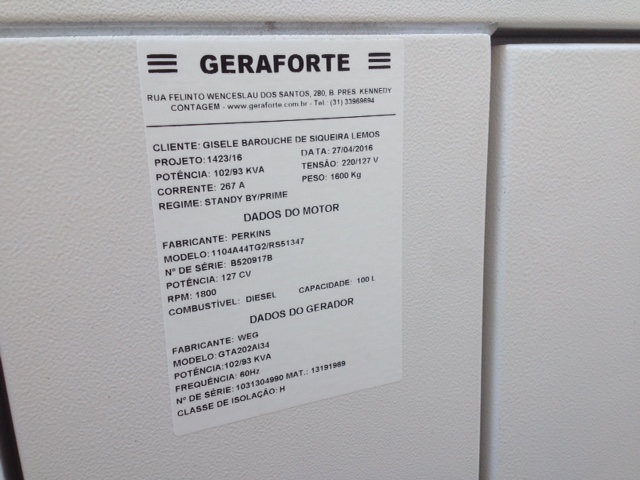 GERAFORTE
RUA FELINTO WENCESLAU DOS SANTOS, 280, B. PRES. KENNEDY
CONTAGEM - www.geraforte.com.br - Tel.: (31) 33969694
CLIENTE: GISELE BAROUCHE DE SIQUEIRA LEMOS
PROJETO: 1423/16 DATA: 27/04/2016
POTÊNCIA: 102/93 KVA TENSÃO: 220/127 V
CORRENTE: 267 A PESO: 1600 Kg
REGIME: STANDY BY/PRIME
DADOS DO MOTOR
FABRICANTE: PERKINS
MODELO: 1104A44TG2/RS51347
Nº DE SÉRIE: B520917B
POTÊNCIA: 127 CV
RPM: 1800
COMBUSTÍVEL: DIESEL CAPACIDADE: 100 L
DADOS DO GERADOR
FABRICANTE: WEG
MODELO: GTA202AI34
POTÊNCIA:102/93 KVA
FREQUÊNCIA: 60Hz
Nº DE SÉRIE: 1031304990 MAT.: 13191969
CLASSE DE ISOLAÇÃO: H